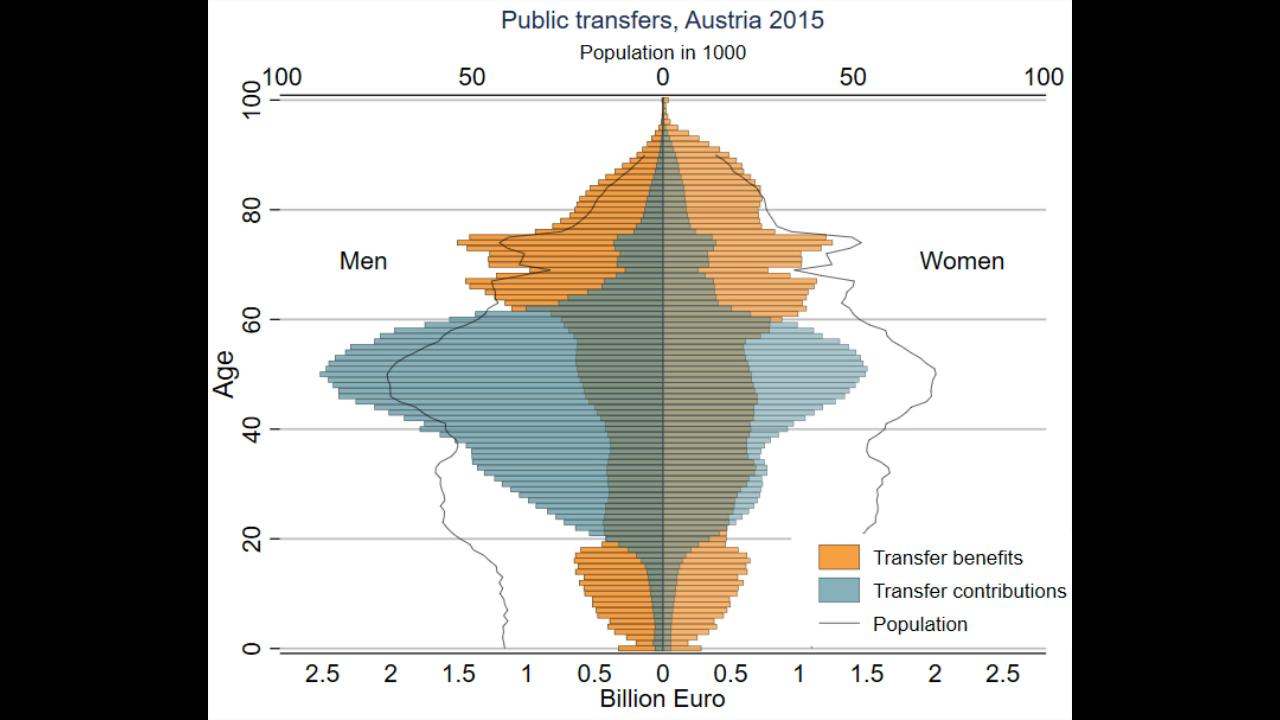 Public transfers, Austria 2015
Population in 1000
100 50 0 50 100
100
80
Men Women
60
Age
40
20
Transfer benefits
Transfer contributions
Population
0
2.5 2 1.5 1 0.5 0 0.5 1 1.5 2 2.5
Billion Euro